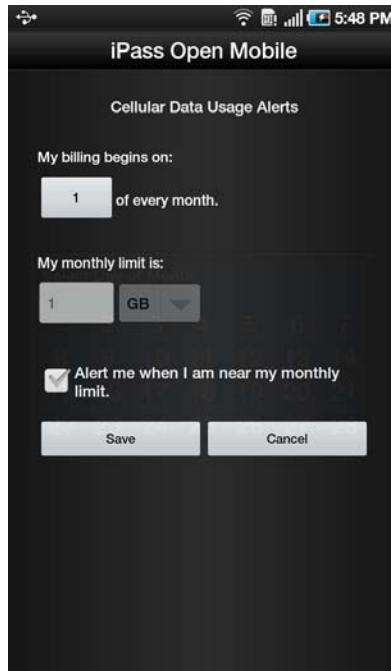 5:48 PM
iPass Open Mobile
Cellular Data Usage Alerts
My billing begins on:
1 of every month.
My monthly limit is:
1 GB
Alert me when I am near my monthly
limit.
Save Cancel